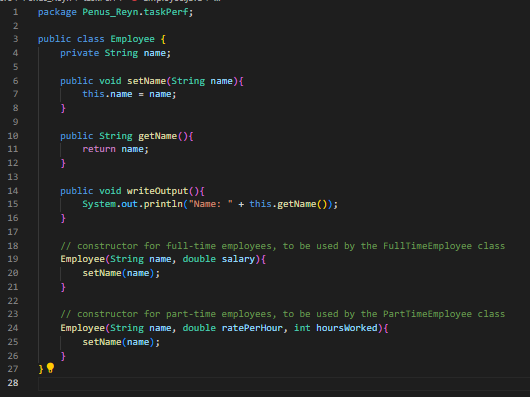 1 package Penus_Reyn.taskPerf;
2
3 public class Employee {
4 private String name;
5
6 public void setName(String name){
7 this.name = name;
8 }
9
10 public String getName(){
11 return name;
12 }
13
14 public void writeOutput(){
15 System.out.println("Name: " + this.getName());
16 }
17
18 // constructor for full-time employees, to be used by the FullTimeEmployee class
19 Employee(String name, double salary){
20 setName(name);
21 }
22
23 // constructor for part-time employees, to be used by the PartTimeEmployee class
24 Employee(String name, double ratePerHour, int hoursWorked){
25 setName(name);
26 }
27 }
28